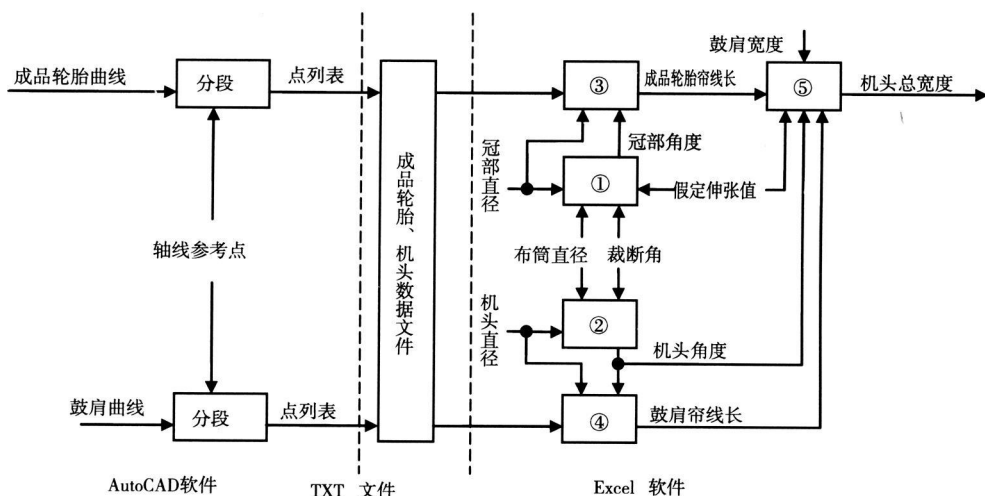 鼓肩宽度
成品轮胎曲线
分段
点列表
③
成品轮胎帘线长
⑤
机头总宽度
冠部直径
冠部角度
①
假定伸张值
成品轮胎、机头数据文件
轴线参考点
布筒直径
裁断角
机头直径
②
机头角度
鼓肩曲线
分段
点列表
④
鼓肩帘线长
AutoCAD软件
TXT 文件
Excel 软件